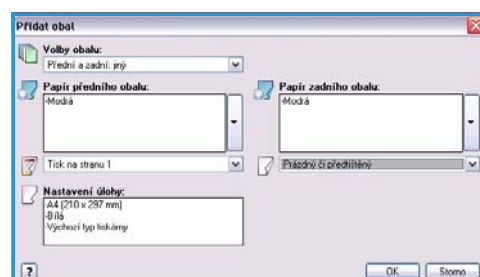 Přidat obal
Volby obalu:
Přední a zadní: jný
Papír předního obalu:
-Modrá
Papír zadního obalu:
-Modrá
Tisk na stranu 1
Prázdný či předtištěný
Nastavení úlohy:
-A4 (210 x 297 mm)
-Bílá
-Výchozí typ tiskárny
?
OK
Storno